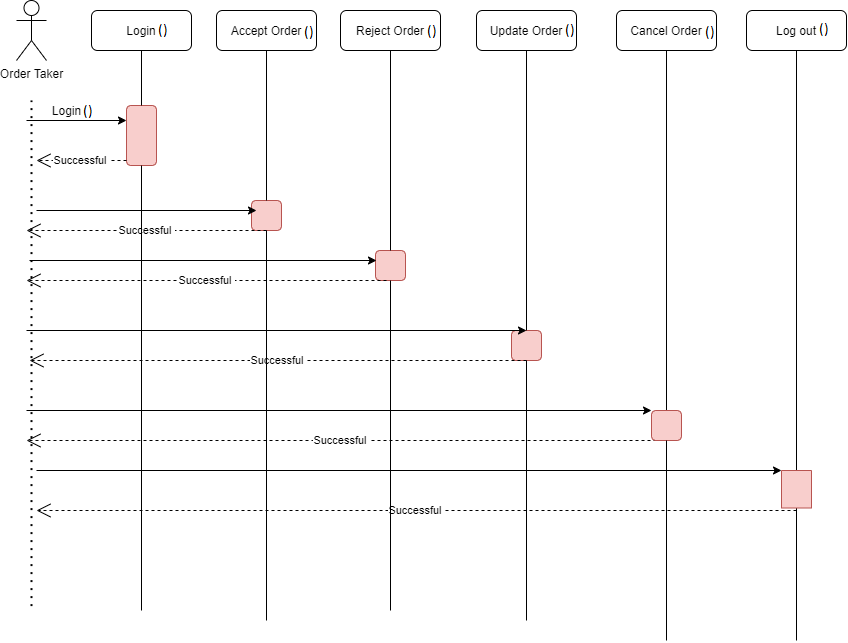 Login ()
Accept Order ()
Reject Order ()
Update Order ()
Cancel Order ()
Log out ()
Order Taker
Login ()
Successful
Successful
Successful
Successful
Successful
Successful